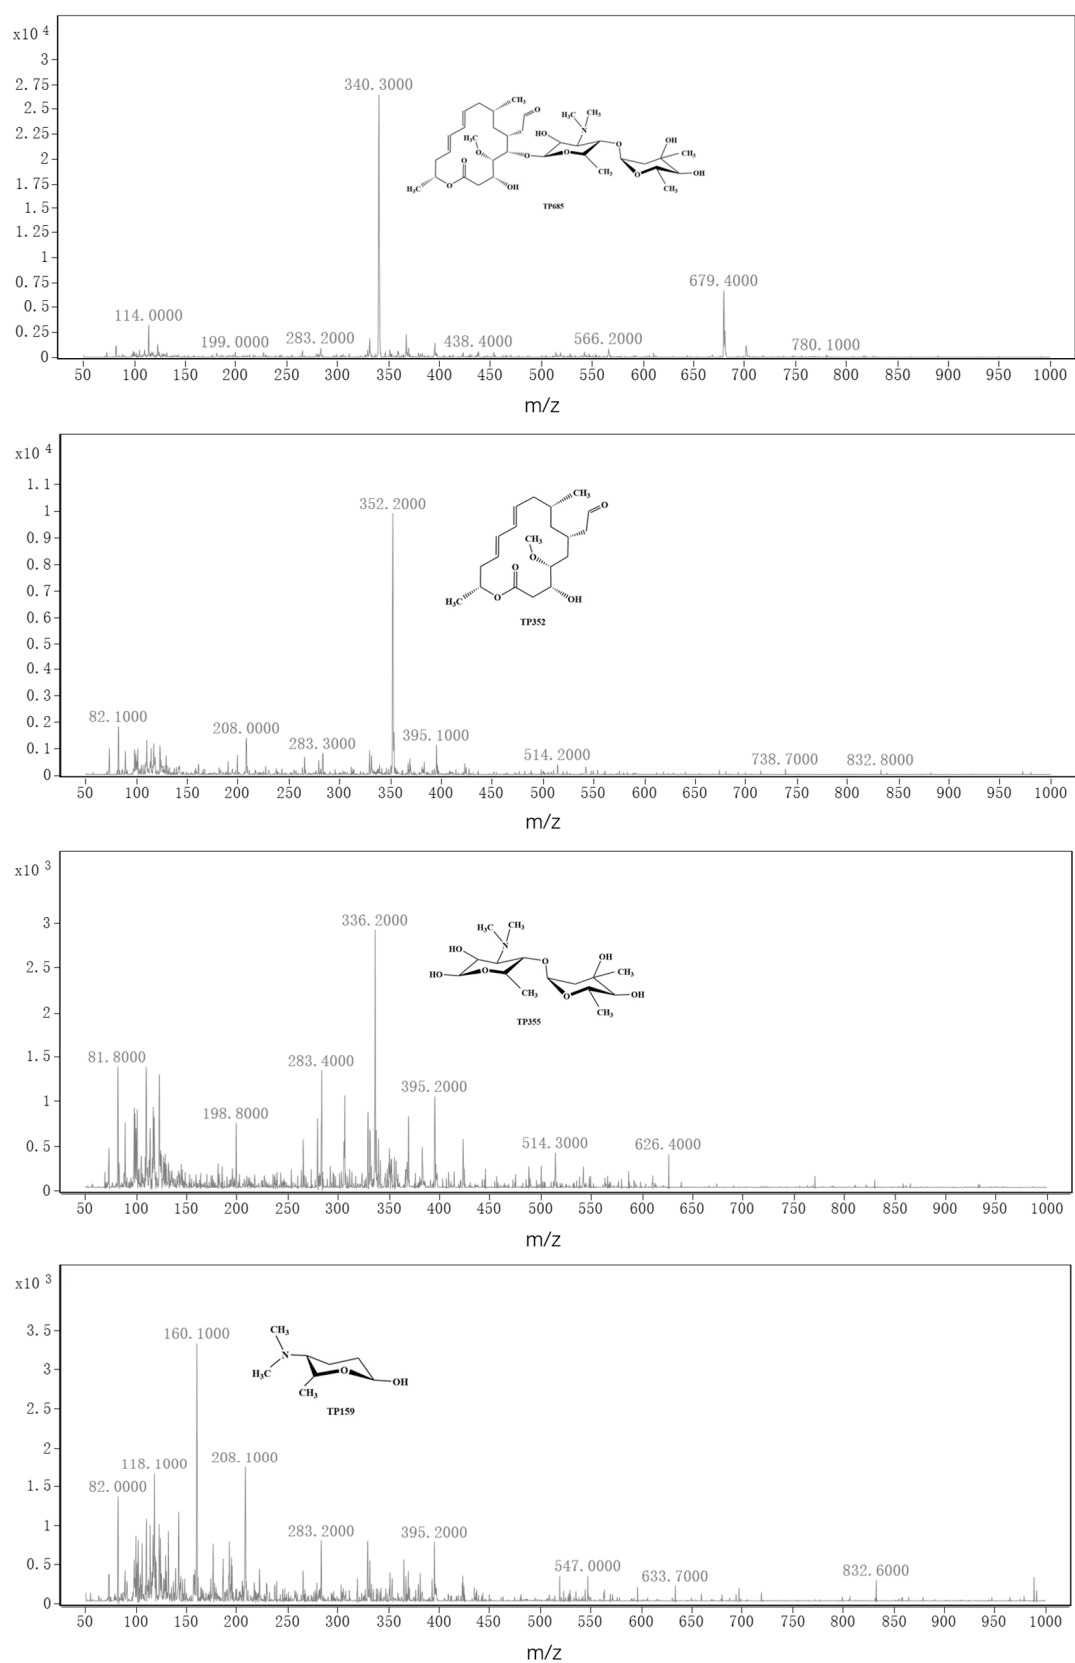 x10 4
3
2.75
2.5
2.25
2
1.75
1.5
1.25
1
0.75
0.5
0.25
0
340.3000
114.0000
199.0000
283.2000
438.4000
566.2000
679.4000
780.1000
CH₃
O
H₃C
CH₃
N
HO
H₃C
O
O
O
O
OH
CH₃
OH
O
CH₃
O
CH₃
H₃C
O
OH
TP685
50 100 150 200 250 300 350 400 450 500 550 600 650 700 750 800 850 900 950 1000
m/z
x10 4
1.1
1
0.9
0.8
0.7
0.6
0.5
0.4
0.3
0.2
0.1
0
352.2000
82.1000
208.0000
283.3000
395.1000
514.2000
738.7000
832.8000
CH₃
O
CH₃
O
O
H₃C
O
OH
TP352
50 100 150 200 250 300 350 400 450 500 550 600 650 700 750 800 850 900 950 1000
m/z
x10 3
3
2.5
2
1.5
1
0.5
0
336.2000
81.8000
198.8000
283.4000
395.2000
514.3000
626.4000
H₃C
CH₃
N
HO
O
OH
HO
O
CH₃
CH₃
O
OH
CH₃
TP355
50 100 150 200 250 300 350 400 450 500 550 600 650 700 750 800 850 900 950 1000
m/z
x10 3
3.5
3
2.5
2
1.5
1
0.5
0
160.1000
118.1000
82.0000
208.1000
283.2000
395.2000
547.0000
633.7000
832.6000
CH₃
N
H₃C
O
OH
CH₃
TP159
50 100 150 200 250 300 350 400 450 500 550 600 650 700 750 800 850 900 950 1000
m/z